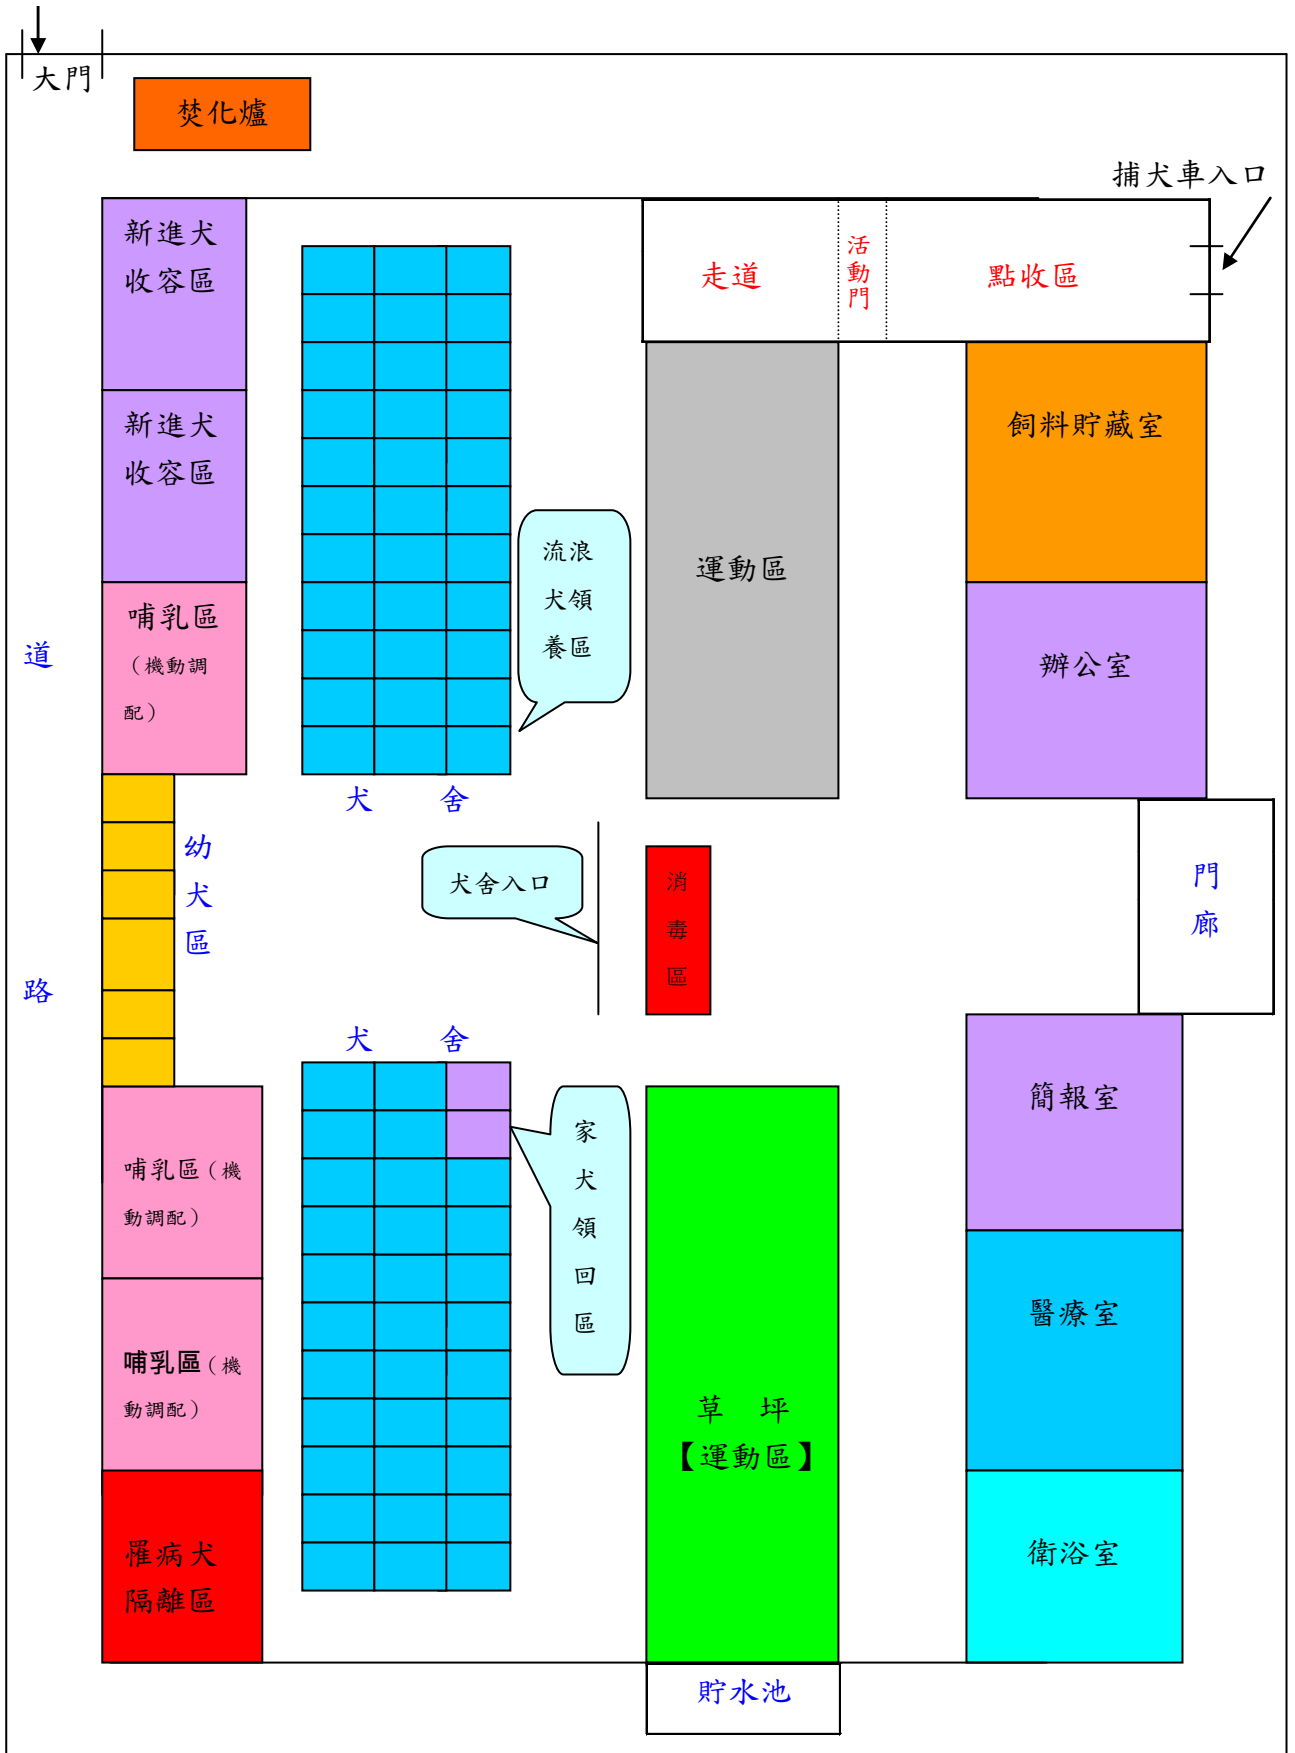 大門
焚化爐
捕犬車入口
新進犬
收容區
走道
活動門
點收區
新進犬
收容區
飼料貯藏室
流浪
犬領
養區
運動區
哺乳區
（機動調
配）
道
辦公室
犬　舍
幼犬區
犬舍入口
消毒區
門廊
路
犬　舍
簡報室
家犬領回區
哺乳區（機
動調配）
醫療室
哺乳區（機
動調配）
草　坪
【運動區】
罹病犬
隔離區
衛浴室
貯水池